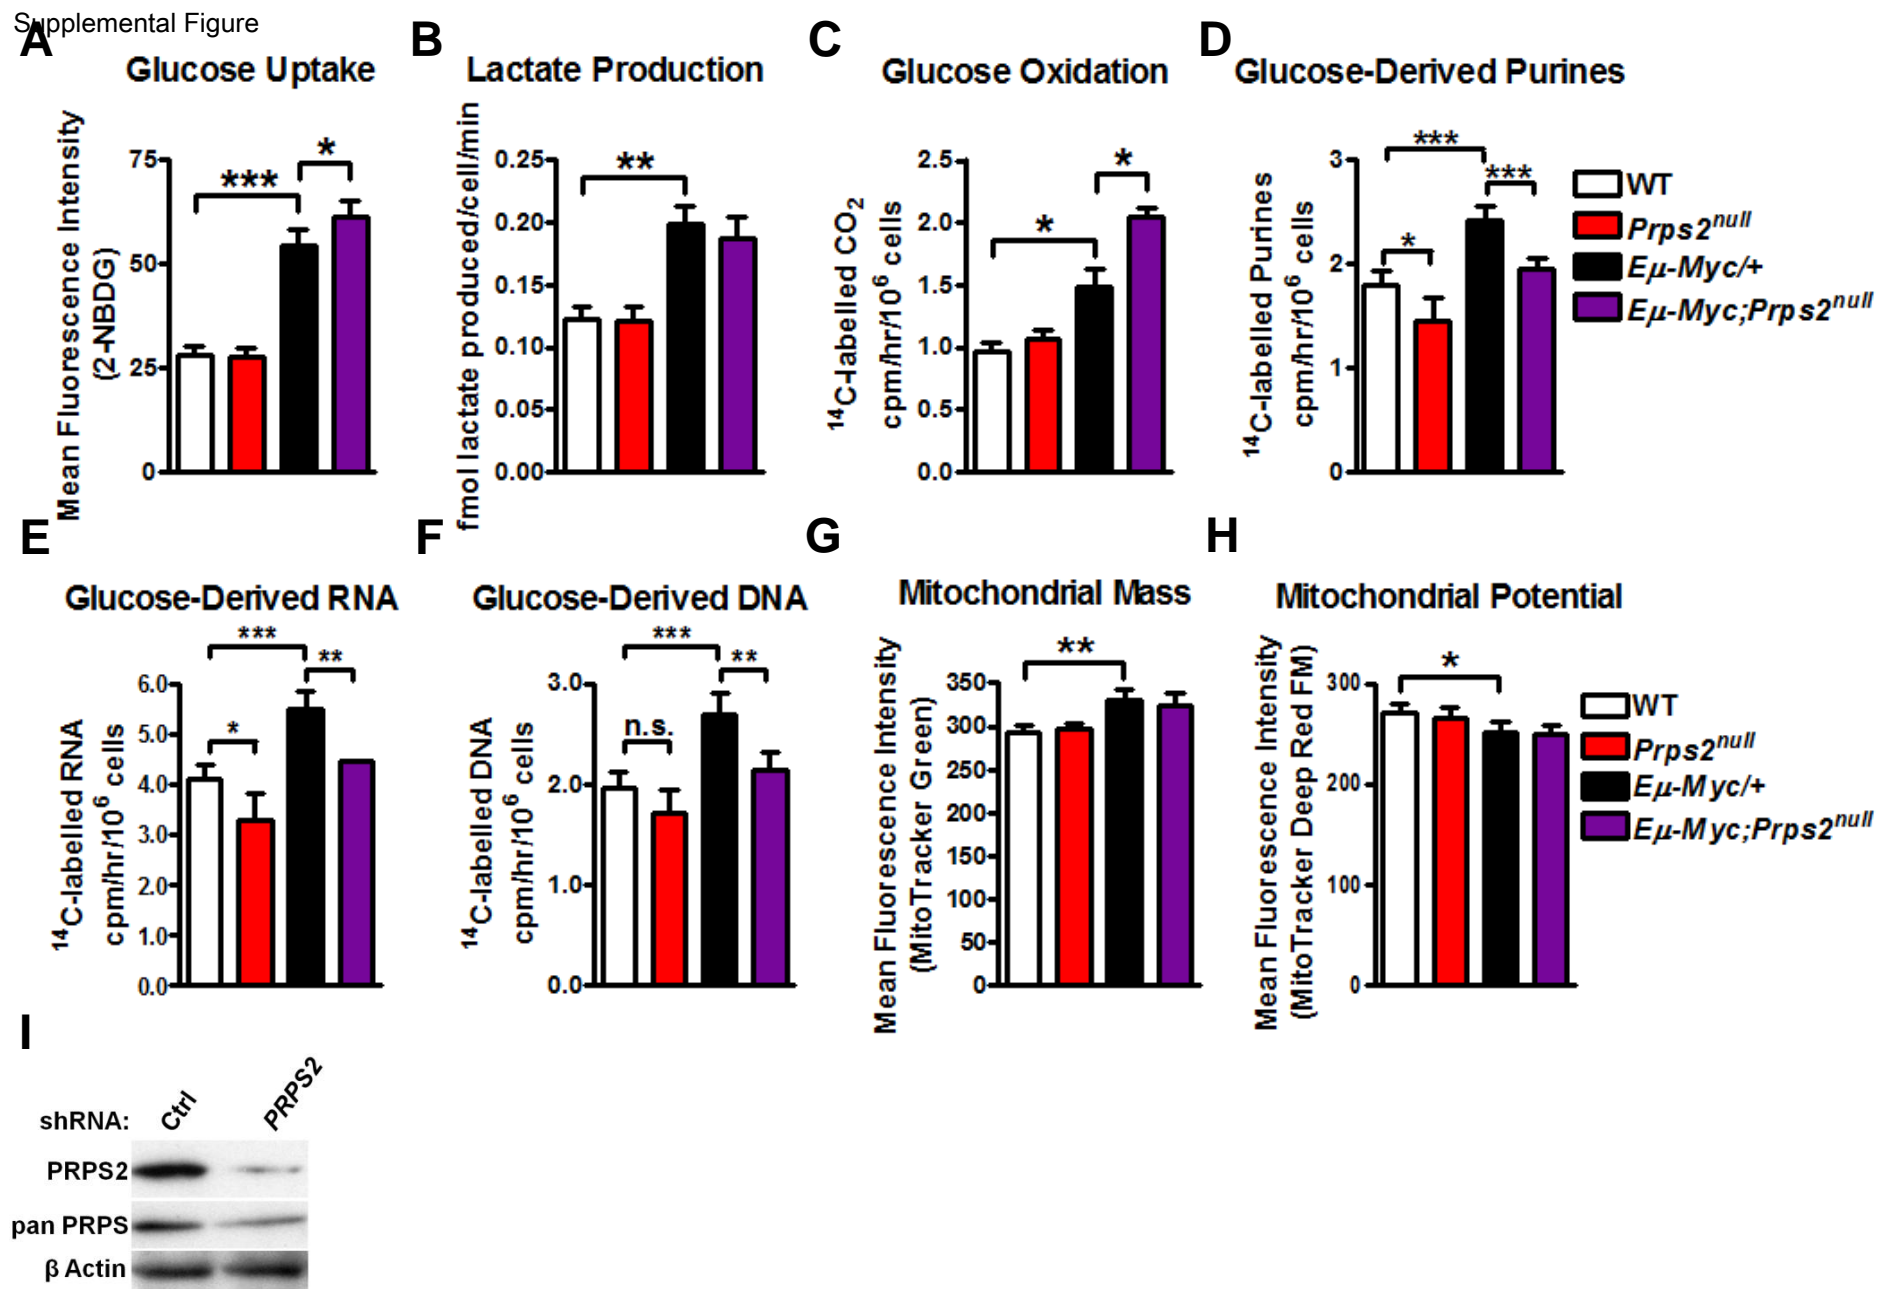 Supplemental Figure
A
Glucose Uptake
Mean Fluorescence Intensity
(2-NBDG)
75
50
25
0
***
*
B
Lactate Production
fmol lactate produced/cell/min
0.25
0.20
0.15
0.10
0.05
0.00
**
C
Glucose Oxidation
14C-labelled CO2
cpm/hr/10^6 cells
2.5
2.0
1.5
1.0
0.5
0.0
*
*
D
Glucose-Derived Purines
14C-labelled Purines
cpm/hr/10^6 cells
3
2
1
0
***
***
*
WT
Prps2null
Eμ-Myc/+
Eμ-Myc;Prps2null
E
Glucose-Derived RNA
14C-labelled RNA
cpm/hr/10^6 cells
6.0
5.0
4.0
3.0
2.0
1.0
0.0
***
**
*
F
Glucose-Derived DNA
14C-labelled DNA
cpm/hr/10^6 cells
3.0
2.0
1.0
0.0
***
**
n.s.
G
Mitochondrial Mass
Mean Fluorescence Intensity
(MitoTracker Green)
350
300
250
200
150
100
50
0
**
H
Mitochondrial Potential
Mean Fluorescence Intensity
(MitoTracker Deep Red FM)
300
200
100
0
*
WT
Prps2null
Eμ-Myc/+
Eμ-Myc;Prps2null
I
shRNA: Ctrl PRPS2
PRPS2
pan PRPS
β Actin